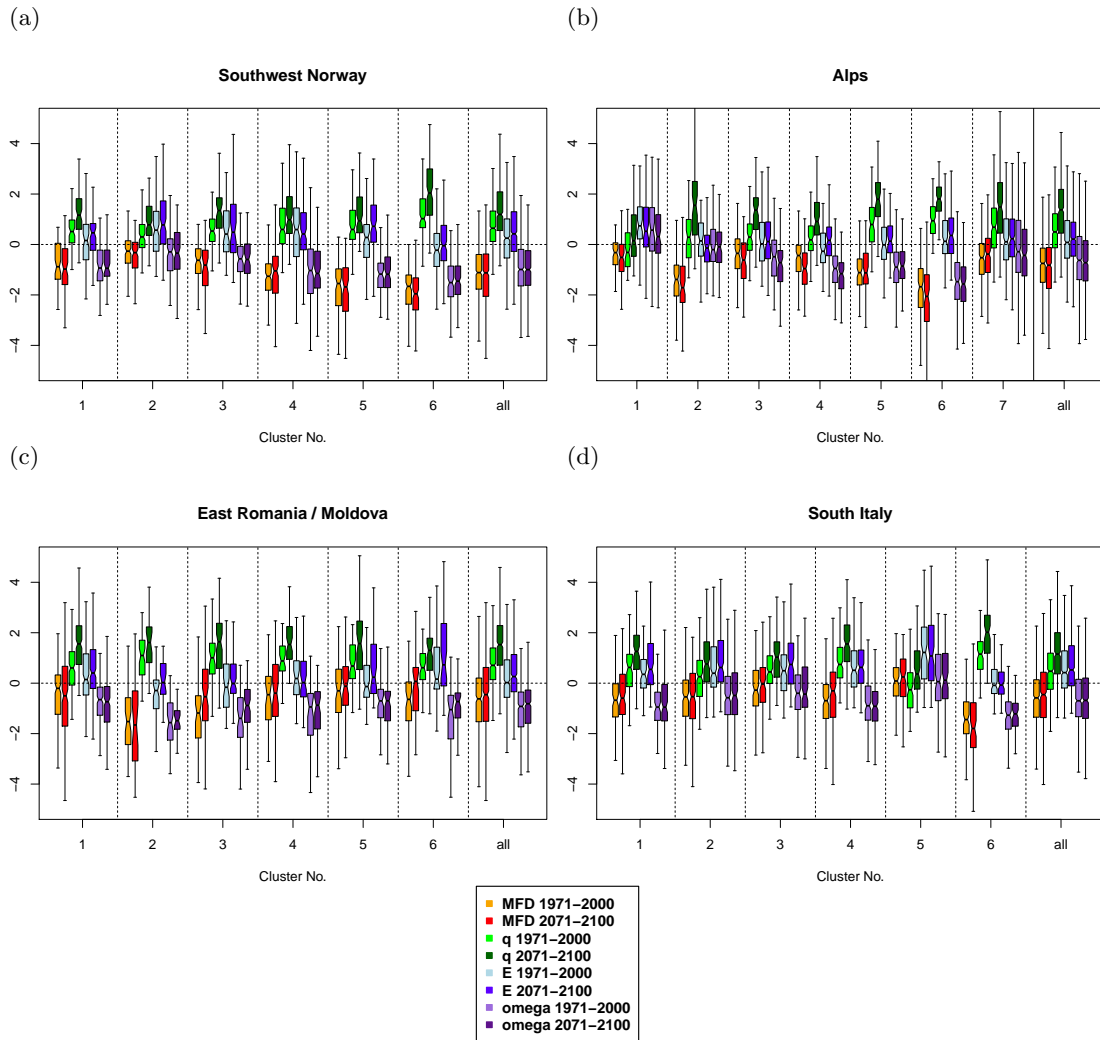 (a)
Southwest Norway
4
2
0
−2
−4
1 2 3 4 5 6 all
Cluster No.
(b)
Alps
4
2
0
−2
−4
1 2 3 4 5 6 7 all
Cluster No.
(c)
East Romania / Moldova
4
2
0
−2
−4
1 2 3 4 5 6 all
Cluster No.
(d)
South Italy
4
2
0
−2
−4
1 2 3 4 5 6 all
Cluster No.
MFD 1971−2000
MFD 2071−2100
q 1971−2000
q 2071−2100
E 1971−2000
E 2071−2100
omega 1971−2000
omega 2071−2100